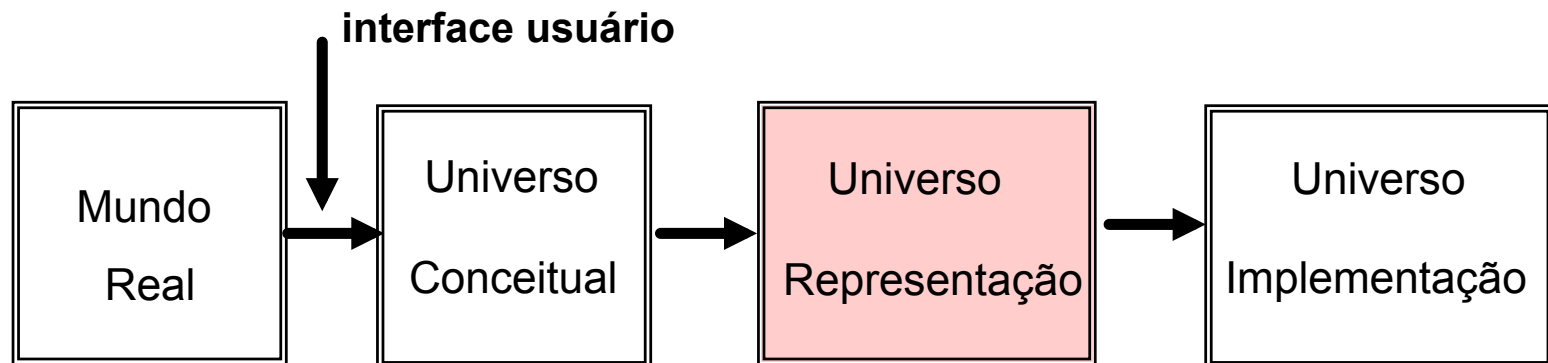 interface usuário
Mundo
Real
Universo
Conceitual
Universo
Representação
Universo
Implementação